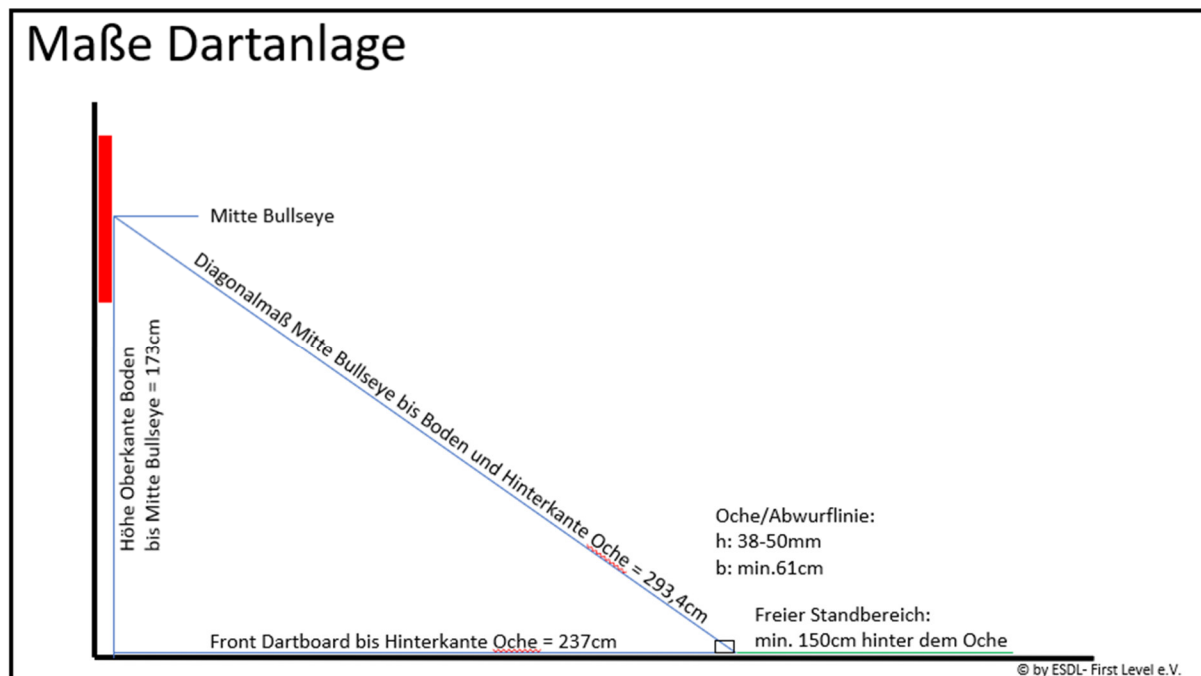 Maße Dartanlage
Mitte Bullseye
Diagonalmaß Mitte Bullseye bis Boden und Hinterkante Oche = 293,4cm
Höhe Oberkante Boden
bis Mitte Bullseye = 173cm
Oche/Abwurflinie:
h: 38-50mm
b: min.61cm
Freier Standbereich:
min. 150cm hinter dem Oche
Front Dartboard bis Hinterkante Oche = 237cm
© by ESDL- First Level e.V.